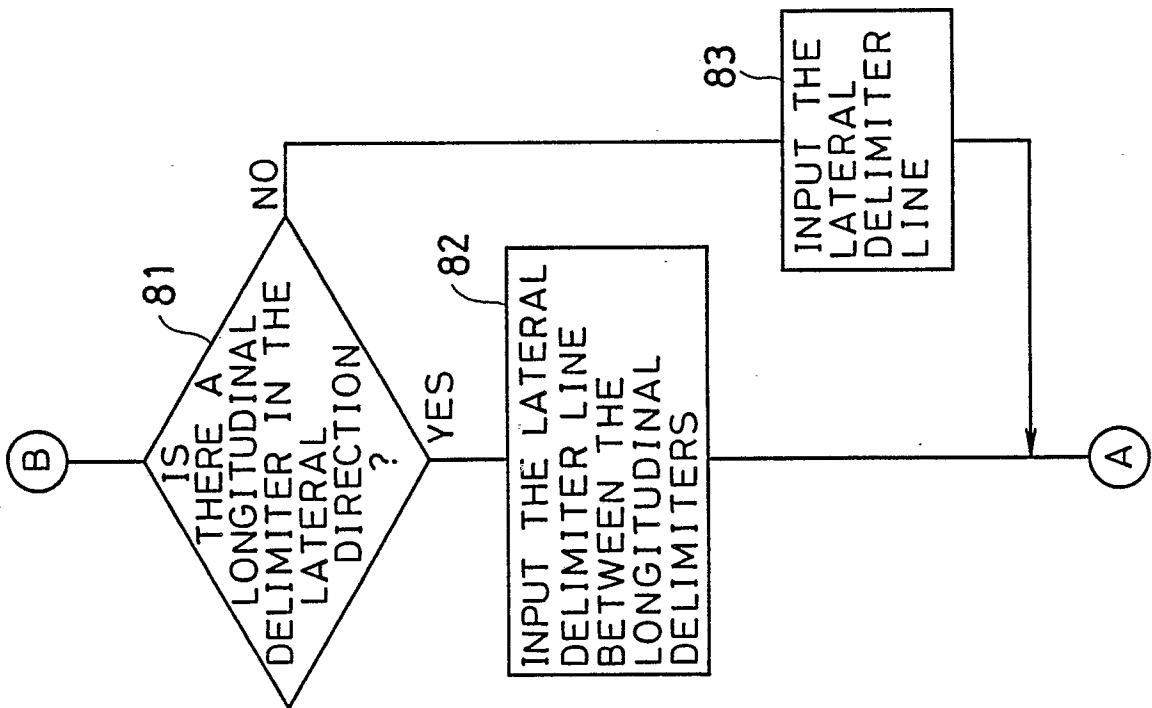 B
81
IS
THERE A
LONGITUDINAL
DELIMITER IN THE
LATERAL
DIRECTION
?
NO
YES
82
INPUT THE LATERAL
DELIMITER LINE
BETWEEN THE
LONGITUDINAL
DELIMITERS
83
INPUT THE
LATERAL
DELIMITER
LINE
A